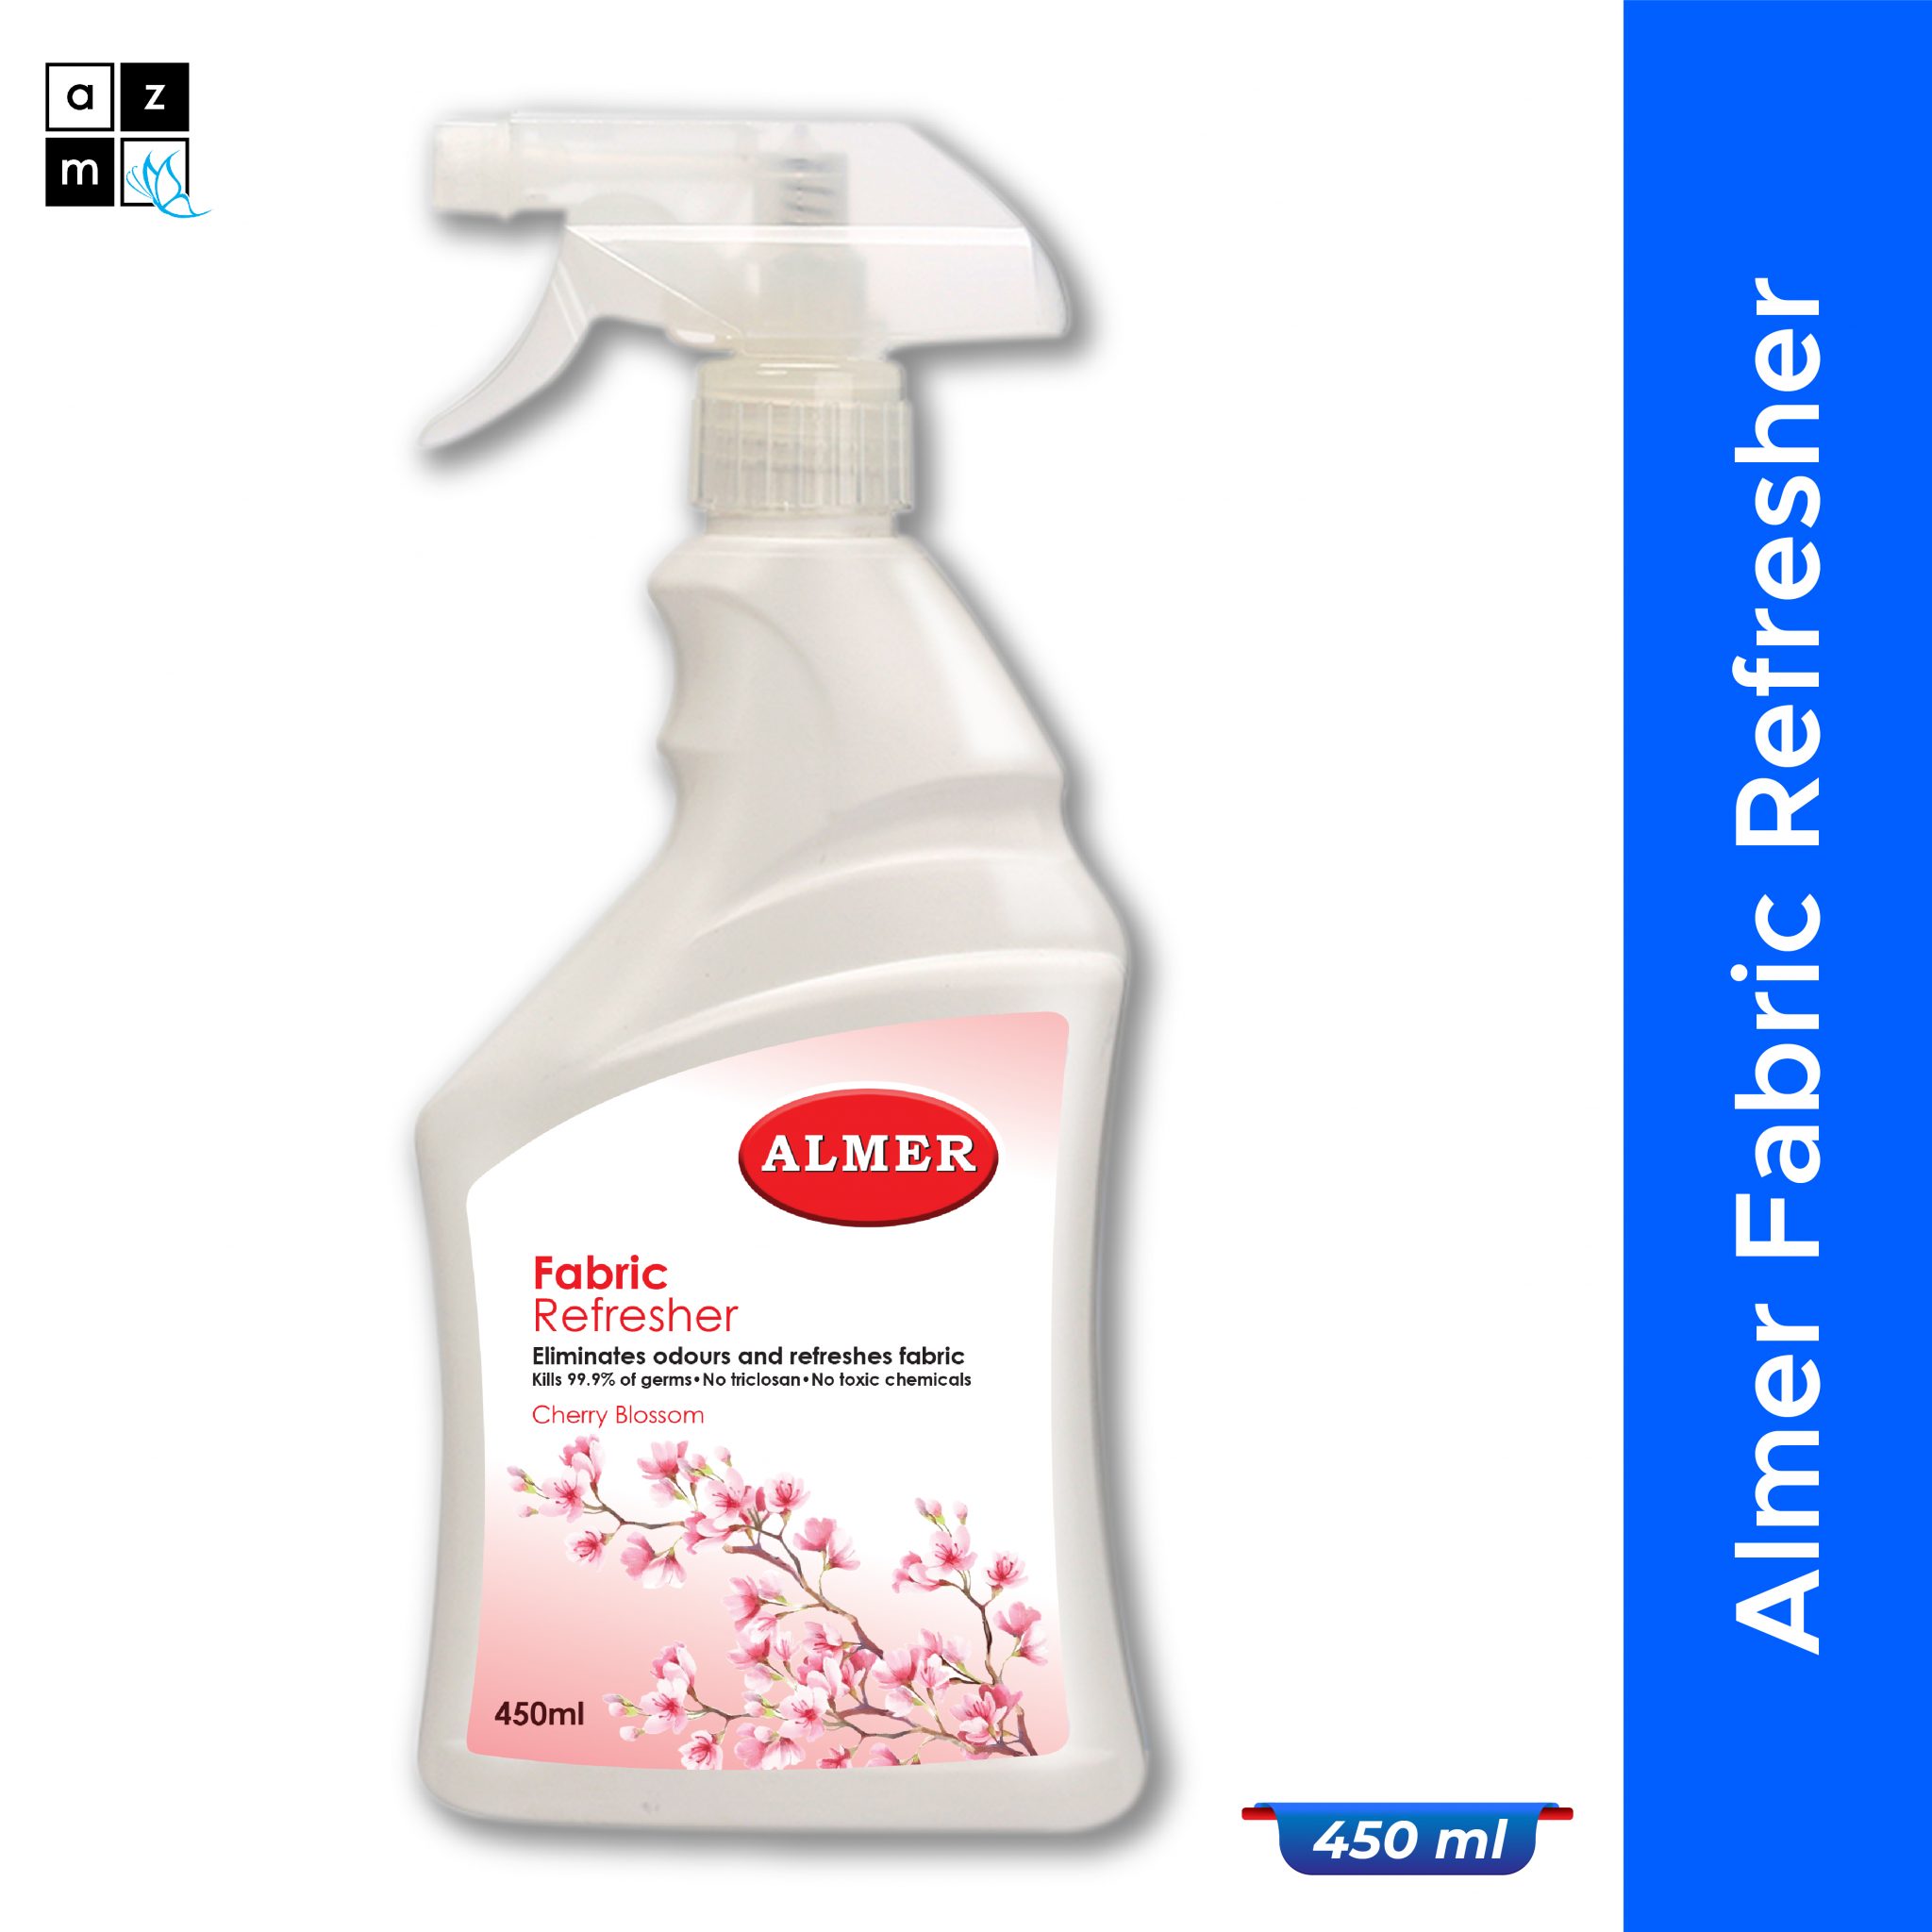 a z
m
ALMER
Fabric
Refresher
Eliminates odours and refreshes fabric
Kills 99.9% of germs•No triclosan•No toxic chemicals
Cherry Blossom
450ml
450 ml
Almer Fabric Refresher